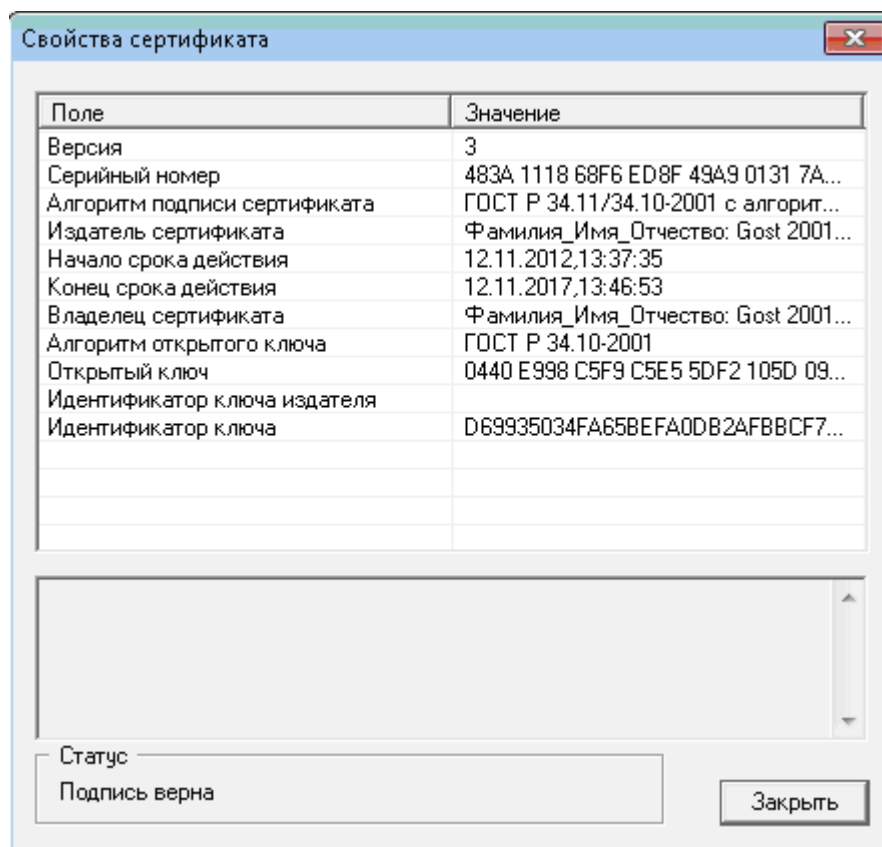 Свойства сертификата
Поле Значение
Версия 3
Серийный номер 483A 1118 68F6 ED8F 49A9 0131 7A...
Алгоритм подписи сертификата ГОСТ Р 34.11/34.10-2001 с алгорит...
Издатель сертификата Фамилия_Имя_Отчество: Gost 2001...
Начало срока действия 12.11.2012,13:37:35
Конец срока действия 12.11.2017,13:46:53
Владелец сертификата Фамилия_Имя_Отчество: Gost 2001...
Алгоритм открытого ключа ГОСТ Р 34.10-2001
Открытый ключ 0440 E998 C5F9 C5E5 5DF2 105D 09...
Идентификатор ключа издателя
Идентификатор ключа D69935034FA65BEFA0DB2AFBBCF7...
Статус
Подпись верна
Закрыть